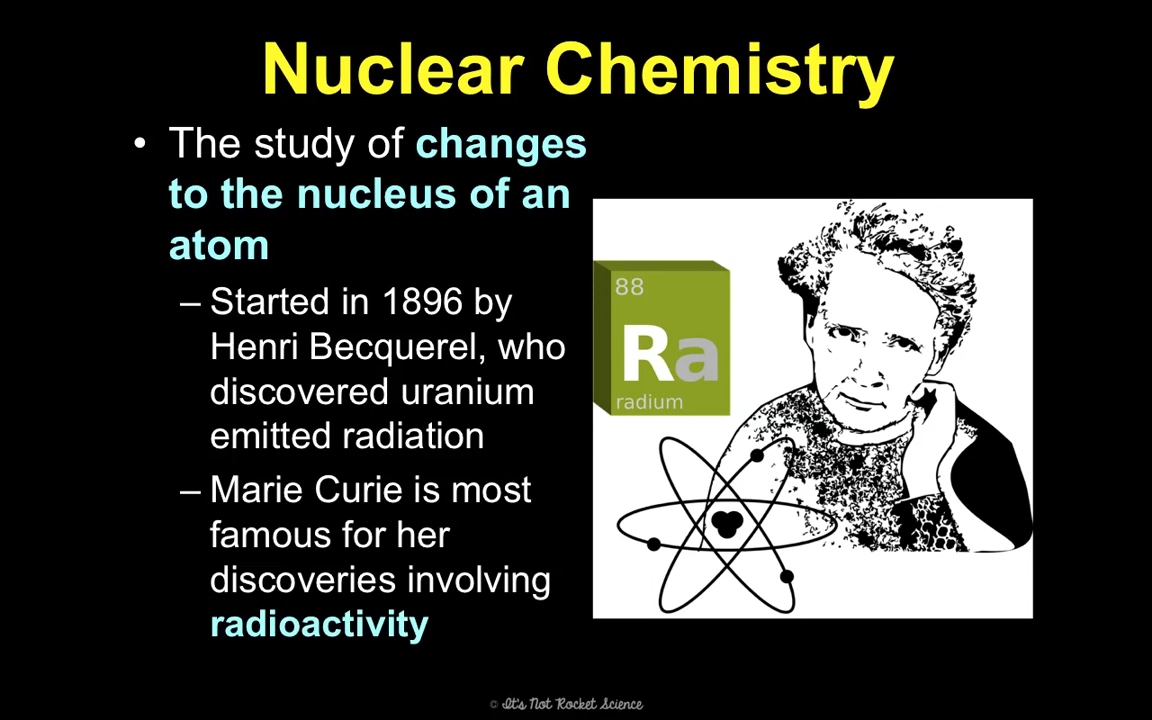 Nuclear Chemistry
• The study of changes
to the nucleus of an
atom
– Started in 1896 by
Henri Becquerel, who
discovered uranium
emitted radiation
– Marie Curie is most
famous for her
discoveries involving
radioactivity
88
Ra
radium
© It's Not Rocket Science